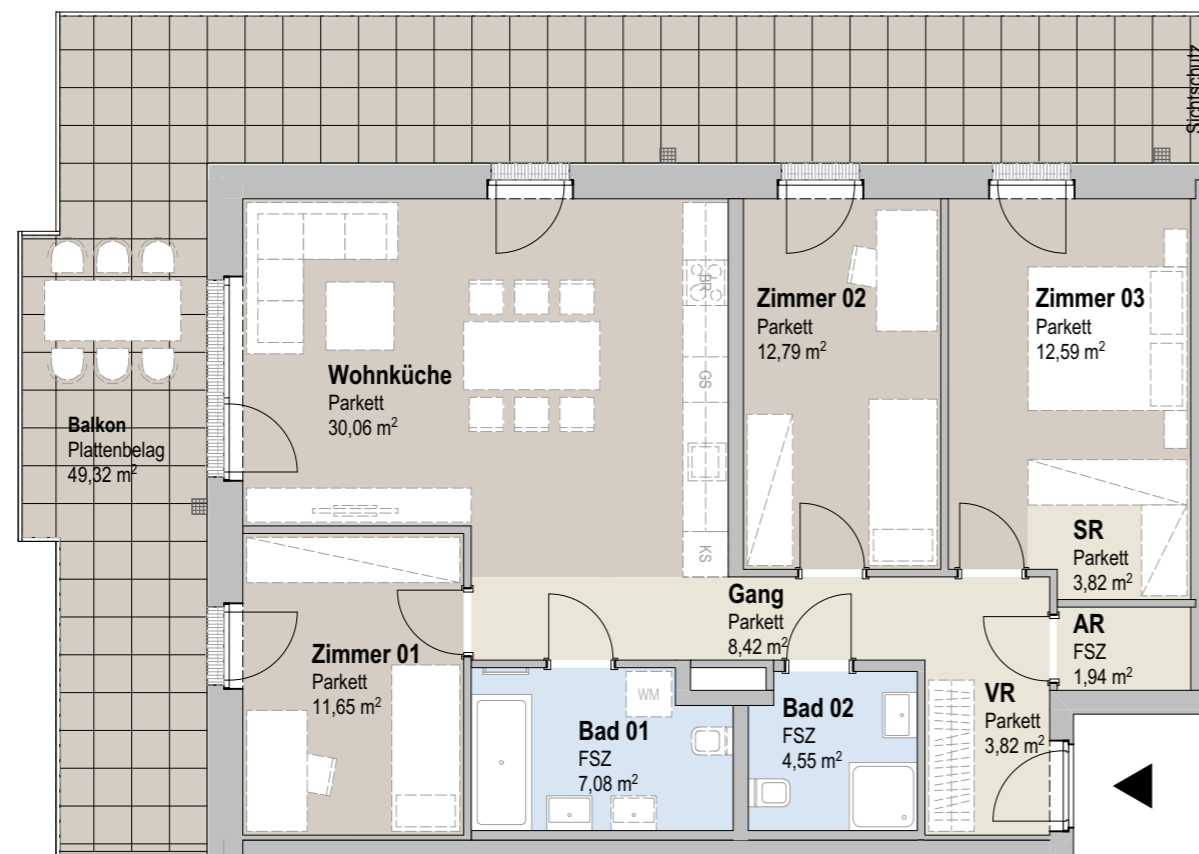 Sichtschutz
Zimmer 02
Parkett
12,79 m²
Zimmer 03
Parkett
12,59 m²
BR
Wohnküche
Parkett
30,06 m²
GS
Balkon
Plattenbelag
49,32 m²
KS
SR
Parkett
3,82 m²
Gang
Parkett
8,42 m²
AR
FSZ
1,94 m²
Zimmer 01
Parkett
11,65 m²
WM
VR
Parkett
3,82 m²
Bad 01
FSZ
7,08 m²
Bad 02
FSZ
4,55 m²